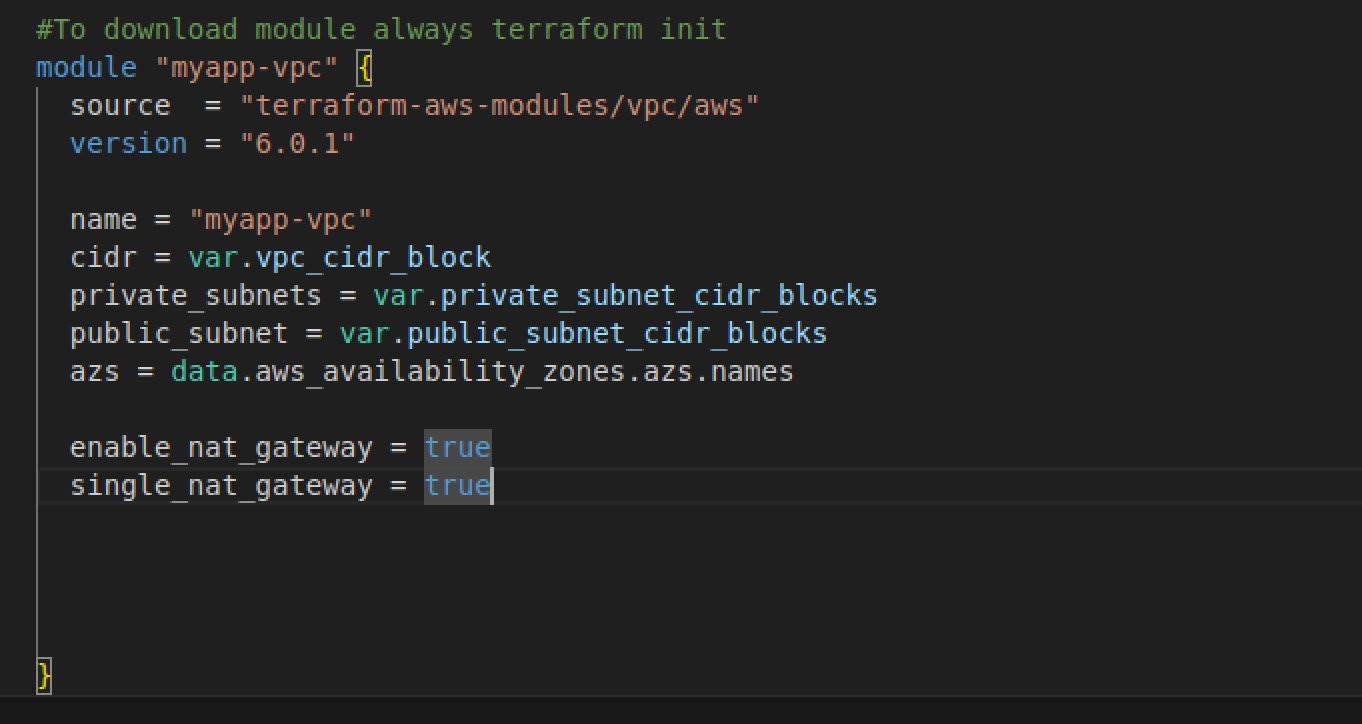 #To download module always terraform init
module "myapp-vpc" {
source  = "terraform-aws-modules/vpc/aws"
version = "6.0.1"
name = "myapp-vpc"
cidr = var.vpc_cidr_block
private_subnets = var.private_subnet_cidr_blocks
public_subnet = var.public_subnet_cidr_blocks
azs = data.aws_availability_zones.azs.names
enable_nat_gateway = true
single_nat_gateway = true
}